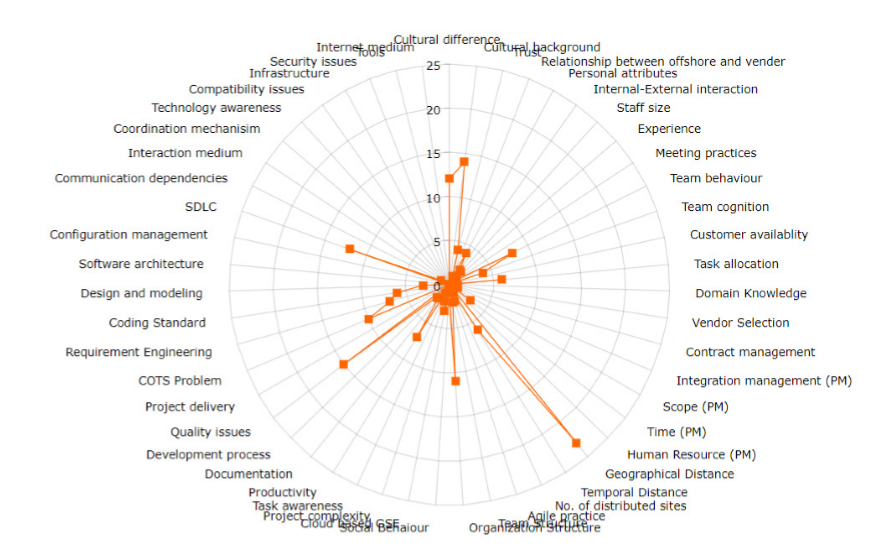 Cultural difference
Cultural background
Trust
Relationship between offshore and vender
Personal attributes
Internal-External interaction
Staff size
Experience
Meeting practices
Team behaviour
Team cognition
Customer availablity
Task allocation
Domain Knowledge
Vendor Selection
Contract management
Integration management (PM)
Scope (PM)
Time (PM)
Human Resource (PM)
Geographical Distance
Temporal Distance
No. of distributed sites
Agile practice
Team Structure
Organization Structure
Social Behaiour
Cloud based GSE
Project complexity
Task awareness
Productivity
Documentation
Development process
Quality issues
Project delivery
COTS Problem
Requirement Engineering
Coding Standard
Design and modeling
Software architecture
Configuration management
SDLC
Communication dependencies
Interaction medium
Coordination mechanisim
Technology awareness
Compatibility issues
Infrastructure
Security issues
Tools
Internet medium
25
20
15
10
5
0